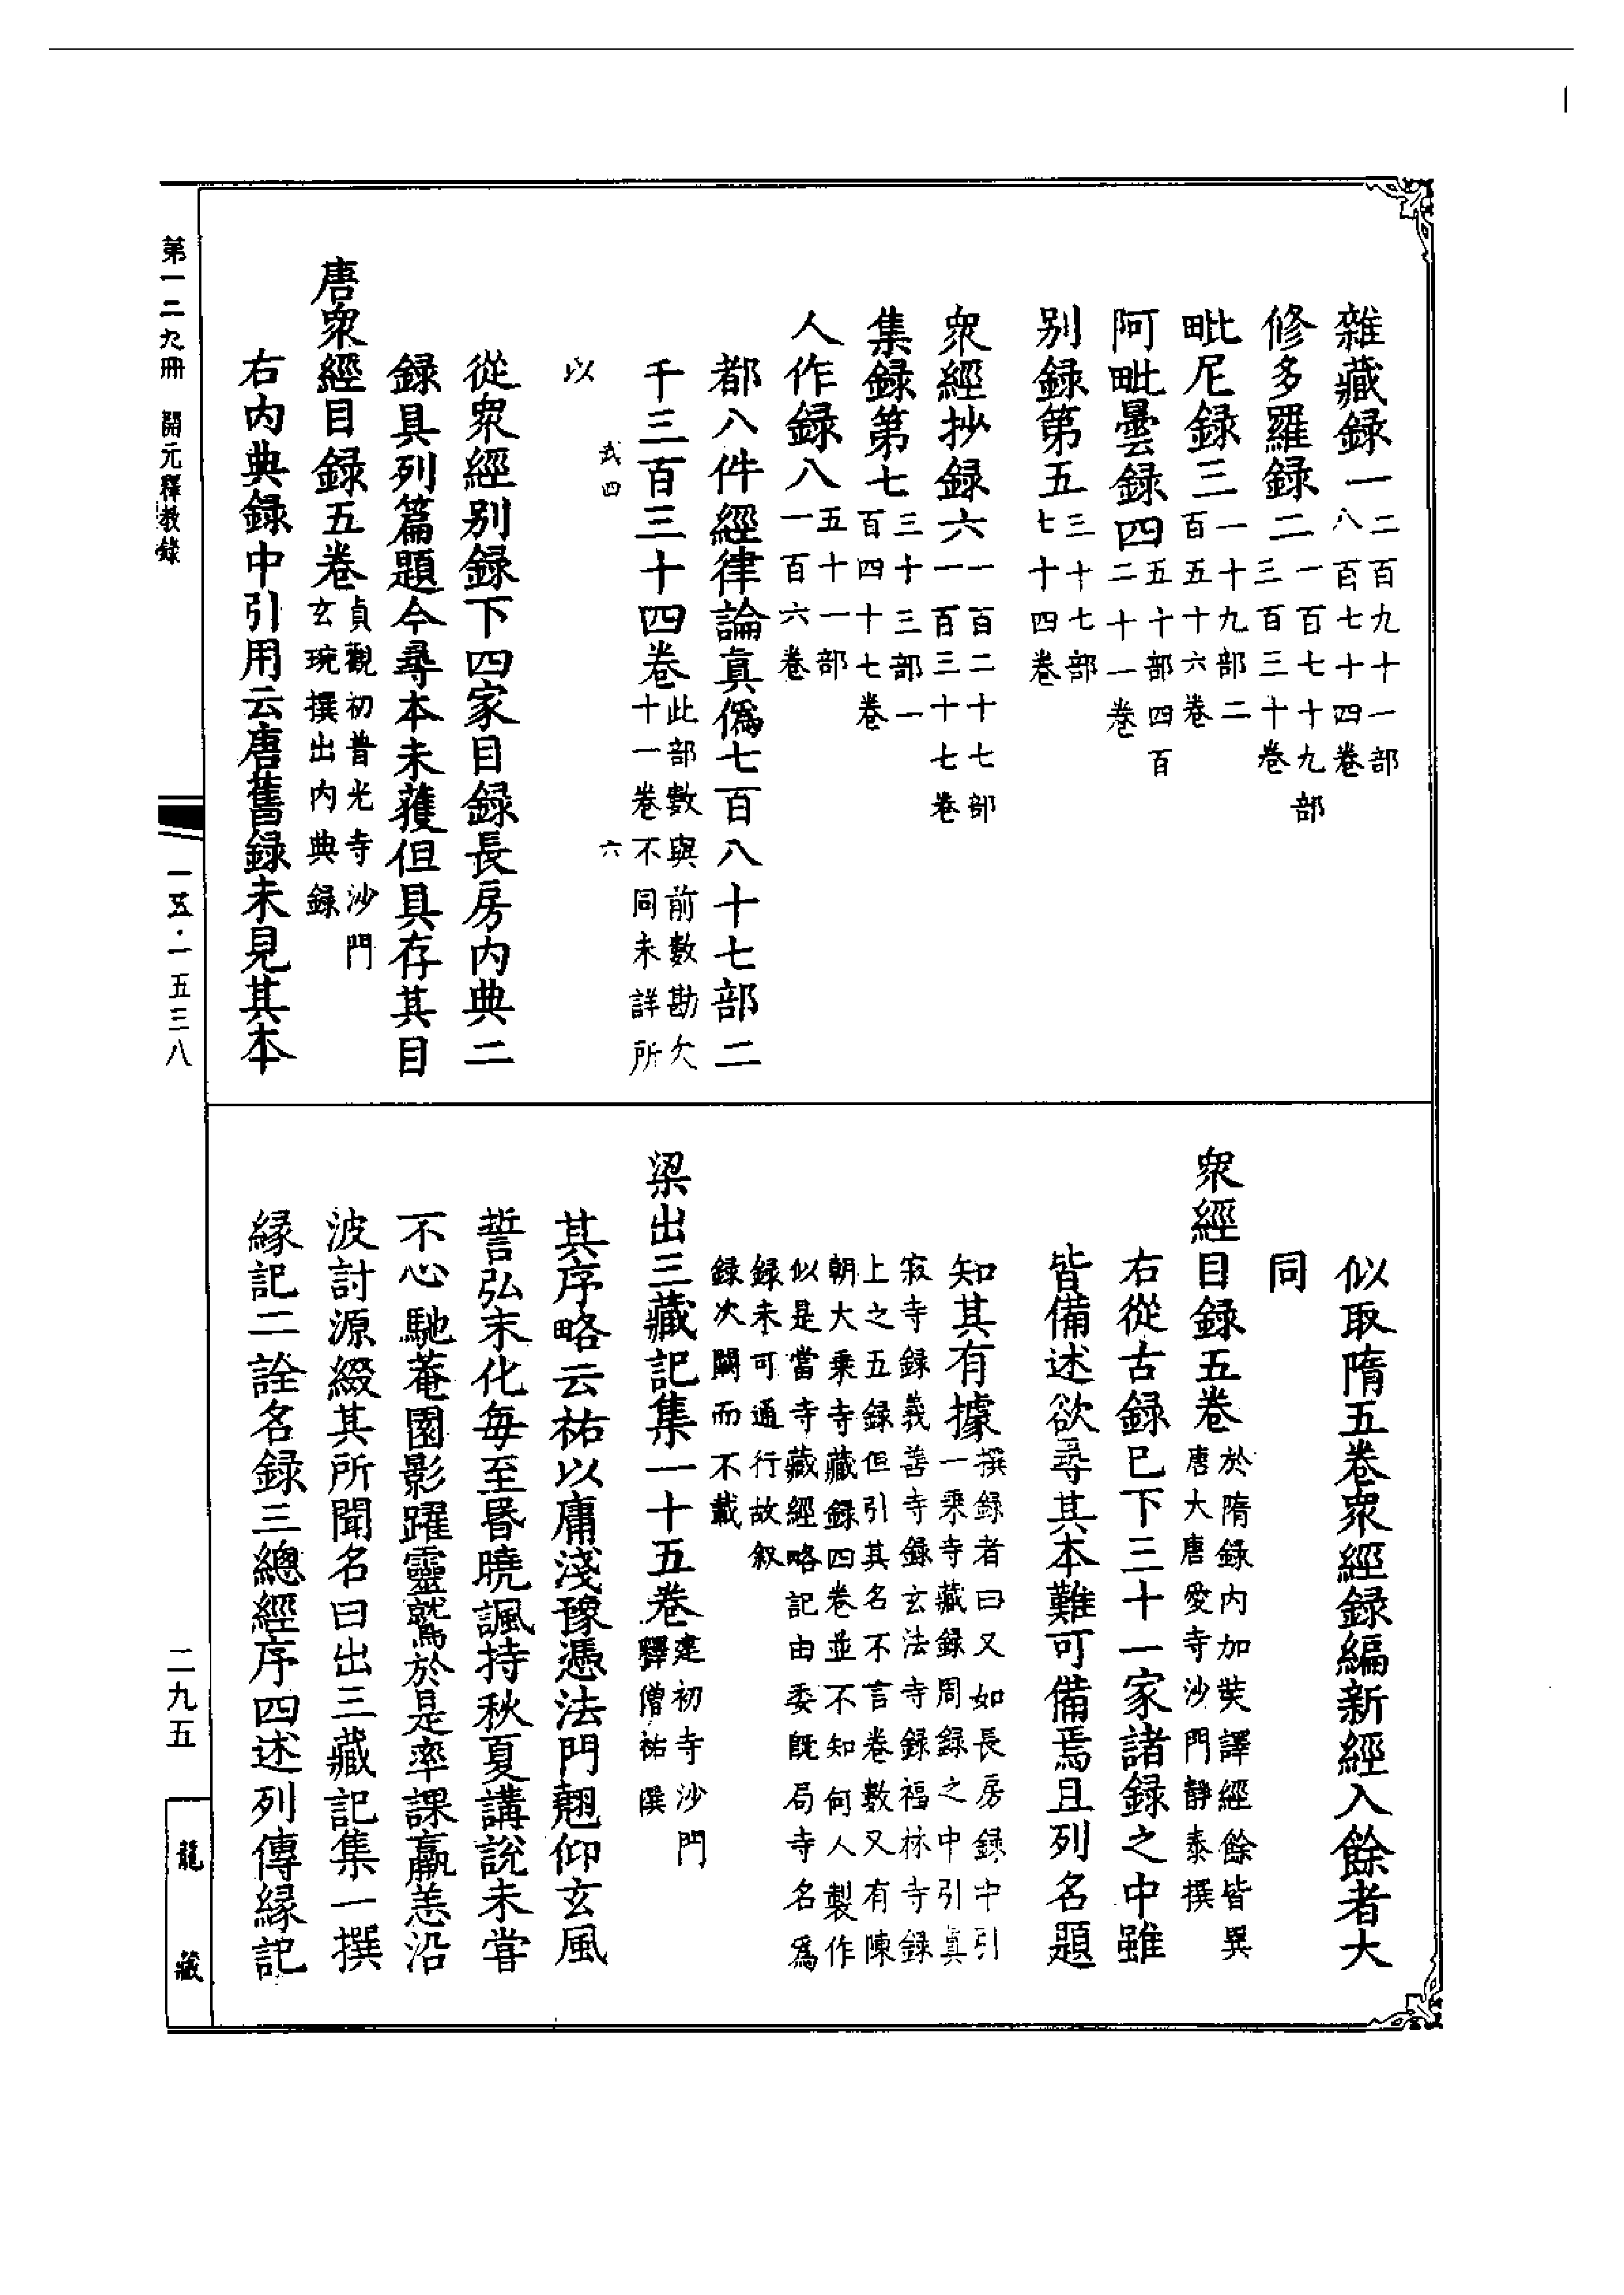 雜藏録一二百九十一部八百七十四卷
修多羅録二一百七十九部三百三十卷
毗尼録三一十九部二百五十六卷
阿毗曇録四五十部四百二十一卷
别録第五三十七部七十四卷
衆經抄録六一百二十七部一百三十七卷
集録第七三十三部一百四十七卷
人作録八五十一部一百六卷
都八件經律論真僞七百八十七部二
千三百三十四卷此部數與前數勘欠十一卷不同未詳所
以
武四 六
從衆經别録下四家目録長房内典二
録具列篇題今尋本未獲但具存其目
唐衆經目録五卷貞觀初普光寺沙門玄琬撰出内典録
右内典録中引用云唐舊録未見其本
似取隋五卷衆經録編新經入餘者大
同
衆經目録五卷於隋録内加奘譯經餘皆異唐大唐愛寺沙門静泰撰
右從古録已下三十一家諸録之中雖
皆備述欲尋其本難可備焉且列名題
知其有據撰録者曰又如長房録中引一乘寺藏録周録之中引真
寂寺録義善寺録玄法寺録福林寺録
上之五録但引其名不言卷數又有陳
朝大乘寺藏録四卷並不知何人製作
似是當寺藏經略記由委既局寺名爲
録未可通行故叙
録次闕而不載
梁出三藏記集一十五卷建初寺沙門釋僧祐撰
其序略云祐以庸淺豫憑法門翹仰玄風
誓弘末化每至昬曉諷持秋夏講說未甞
不心馳菴園影躍靈鷲於是率課羸恙沿
波討源綴其所聞名曰出三藏記集一撰
縁記二詮名録三總經序四述列傳縁記
第一二九冊 開元釋教錄
一五·一五三八
二九五
龍藏